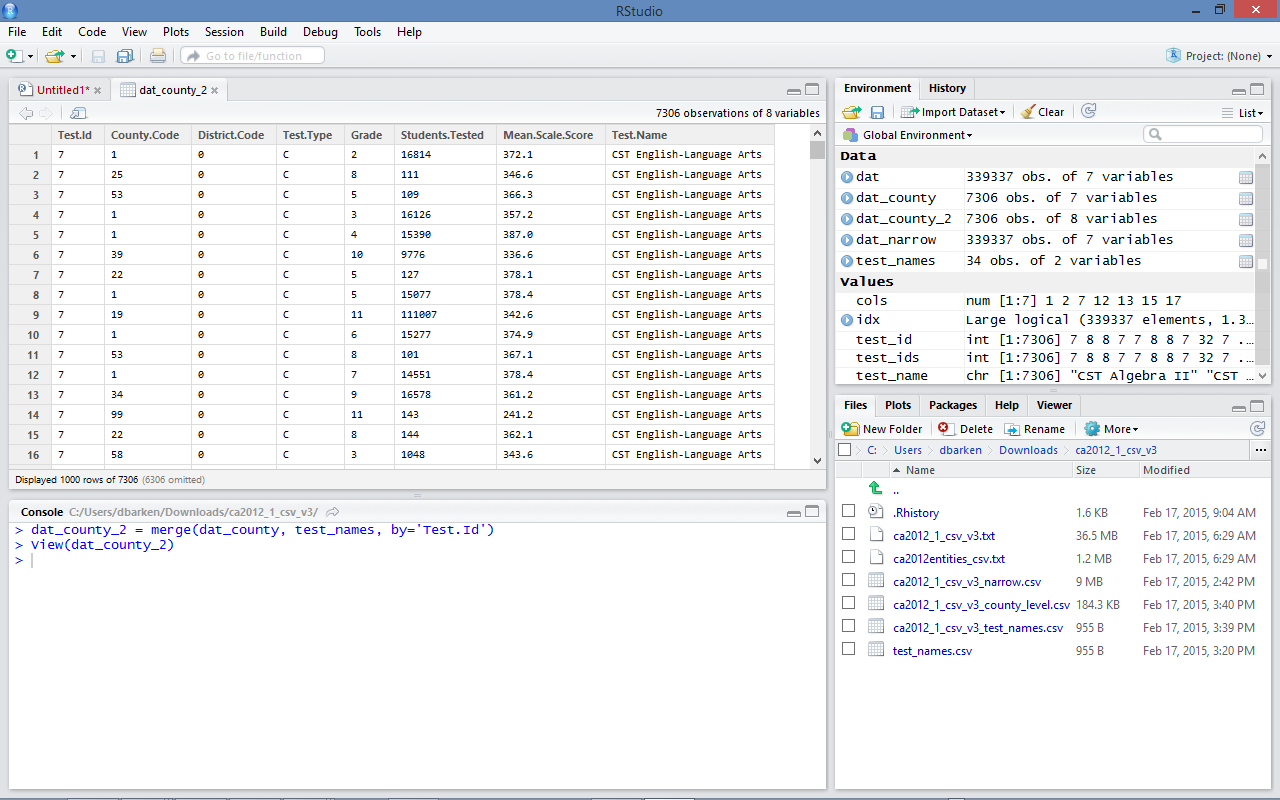 RStudio
File Edit Code View Plots Session Build Debug Tools Help
Go to file/function Project: (None)
Untitled1* dat_county_2
7306 observations of 8 variables
Test.Id County.Code District.Code Test.Type Grade Students.Tested Mean.Scale.Score Test.Name
1 7 1 0 C 2 16814 372.1 CST English-Language Arts
2 7 25 0 C 8 111 346.6 CST English-Language Arts
3 7 53 0 C 5 109 366.3 CST English-Language Arts
4 7 1 0 C 3 16126 357.2 CST English-Language Arts
5 7 1 0 C 4 15390 387.0 CST English-Language Arts
6 7 39 0 C 10 9776 336.6 CST English-Language Arts
7 7 22 0 C 5 127 378.1 CST English-Language Arts
8 7 1 0 C 5 15077 378.4 CST English-Language Arts
9 7 19 0 C 11 111007 342.6 CST English-Language Arts
10 7 1 0 C 6 15277 374.9 CST English-Language Arts
11 7 53 0 C 8 101 367.1 CST English-Language Arts
12 7 1 0 C 7 14551 378.4 CST English-Language Arts
13 7 34 0 C 9 16578 361.2 CST English-Language Arts
14 7 99 0 C 11 143 241.2 CST English-Language Arts
15 7 22 0 C 8 144 362.1 CST English-Language Arts
16 7 58 0 C 3 1048 343.6 CST English-Language Arts
Displayed 1000 rows of 7306 (6306 omitted)
Console C:/Users/dbarken/Downloads/ca2012_1_csv_v3/
> dat_county_2 = merge(dat_county, test_names, by='Test.Id')
> View(dat_county_2)
>
Environment History
Import Dataset Clear List
Global Environment
Data
dat 339337 obs. of 7 variables
dat_county 7306 obs. of 7 variables
dat_county_2 7306 obs. of 8 variables
dat_narrow 339337 obs. of 7 variables
test_names 34 obs. of 2 variables
Values
cols num [1:7] 1 2 7 12 13 15 17
idx Large logical (339337 elements, 1.3...
test_id int [1:7306] 7 8 8 7 7 8 8 7 32 7 ...
test_ids int [1:7306] 7 8 8 7 7 8 8 7 32 7 ...
test_name chr [1:7306] "CST Algebra II" "CST ...
Files Plots Packages Help Viewer
New Folder Delete Rename More
C: Users dbarken Downloads ca2012_1_csv_v3 ...
Name Size Modified
..
.Rhistory 1.6 KB Feb 17, 2015, 9:04 AM
ca2012_1_csv_v3.txt 36.5 MB Feb 17, 2015, 6:29 AM
ca2012entities_csv.txt 1.2 MB Feb 17, 2015, 6:29 AM
ca2012_1_csv_v3_narrow.csv 9 MB Feb 17, 2015, 2:42 PM
ca2012_1_csv_v3_county_level.csv 184.3 KB Feb 17, 2015, 3:40 PM
ca2012_1_csv_v3_test_names.csv 955 B Feb 17, 2015, 3:39 PM
test_names.csv 955 B Feb 17, 2015, 3:20 PM